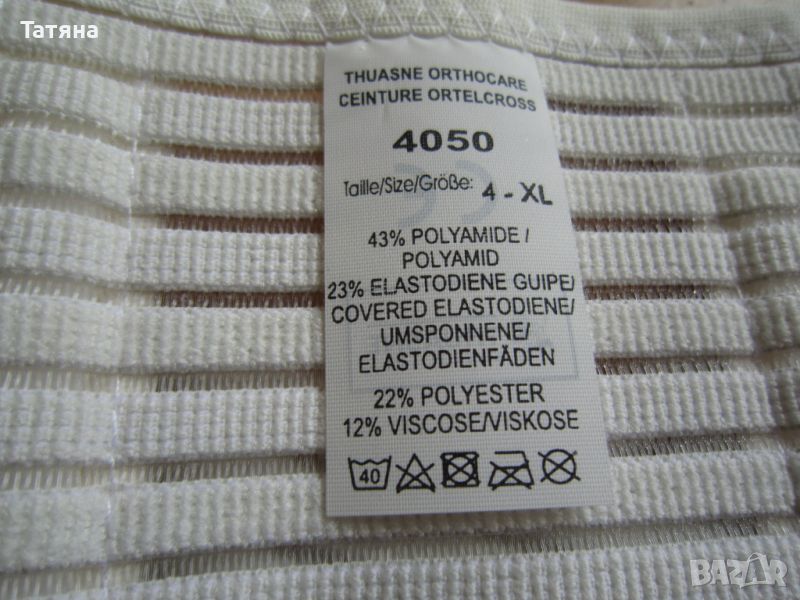 Татяна
THUASNE ORTHOCARE
CEINTURE ORTELCROSS
4050
Taille/Size/Größe: 4 - XL
43% POLYAMIDE /
POLYAMID
23% ELASTODIENE GUIPE/
COVERED ELASTODIENE/
UMSPONNENE/
ELASTODIENFÄDEN
22% POLYESTER
12% VISCOSE/VISKOSE
40
BAZAR